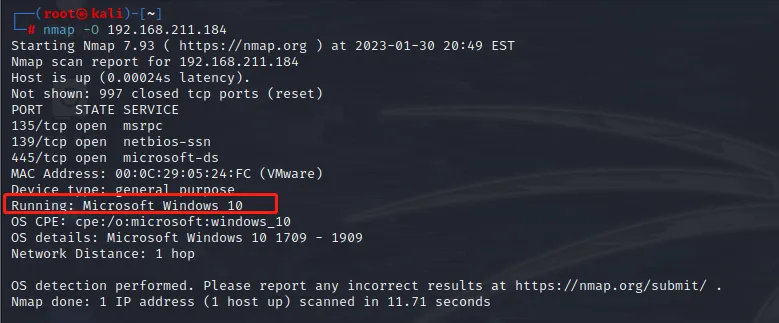 ┌──(root㉿kali)-[~]
└─# nmap -O 192.168.211.184
Starting Nmap 7.93 ( https://nmap.org ) at 2023-01-30 20:49 EST
Nmap scan report for 192.168.211.184
Host is up (0.00024s latency).
Not shown: 997 closed tcp ports (reset)
PORT    STATE SERVICE
135/tcp open  msrpc
139/tcp open  netbios-ssn
445/tcp open  microsoft-ds
MAC Address: 00:0C:29:05:24:FC (VMware)
Device type: general purpose
Running: Microsoft Windows 10
OS CPE: cpe:/o:microsoft:windows_10
OS details: Microsoft Windows 10 1709 - 1909
Network Distance: 1 hop
OS detection performed. Please report any incorrect results at https://nmap.org/submit/ .
Nmap done: 1 IP address (1 host up) scanned in 11.71 seconds